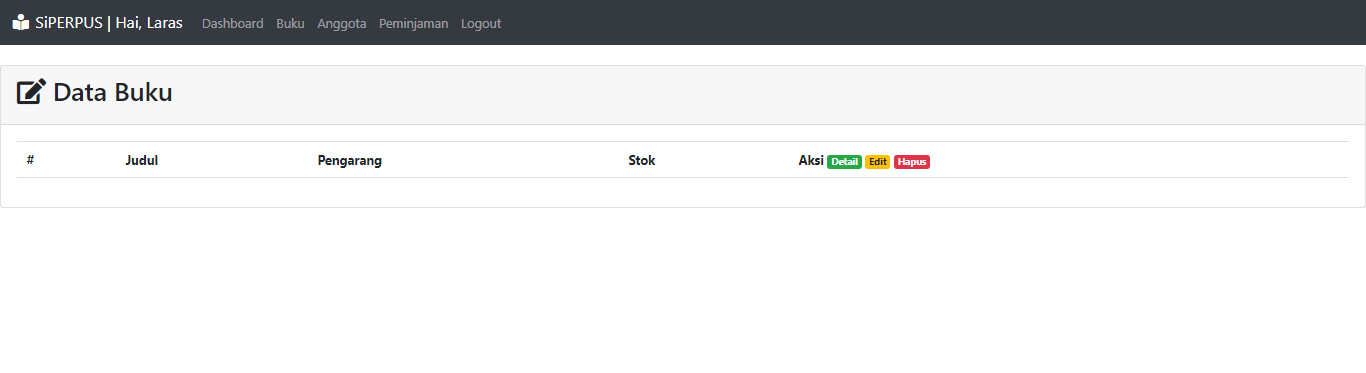 SiPERPUS | Hai, Laras Dashboard Buku Anggota Peminjaman Logout
Data Buku
# Judul Pengarang Stok Aksi Detail Edit Hapus